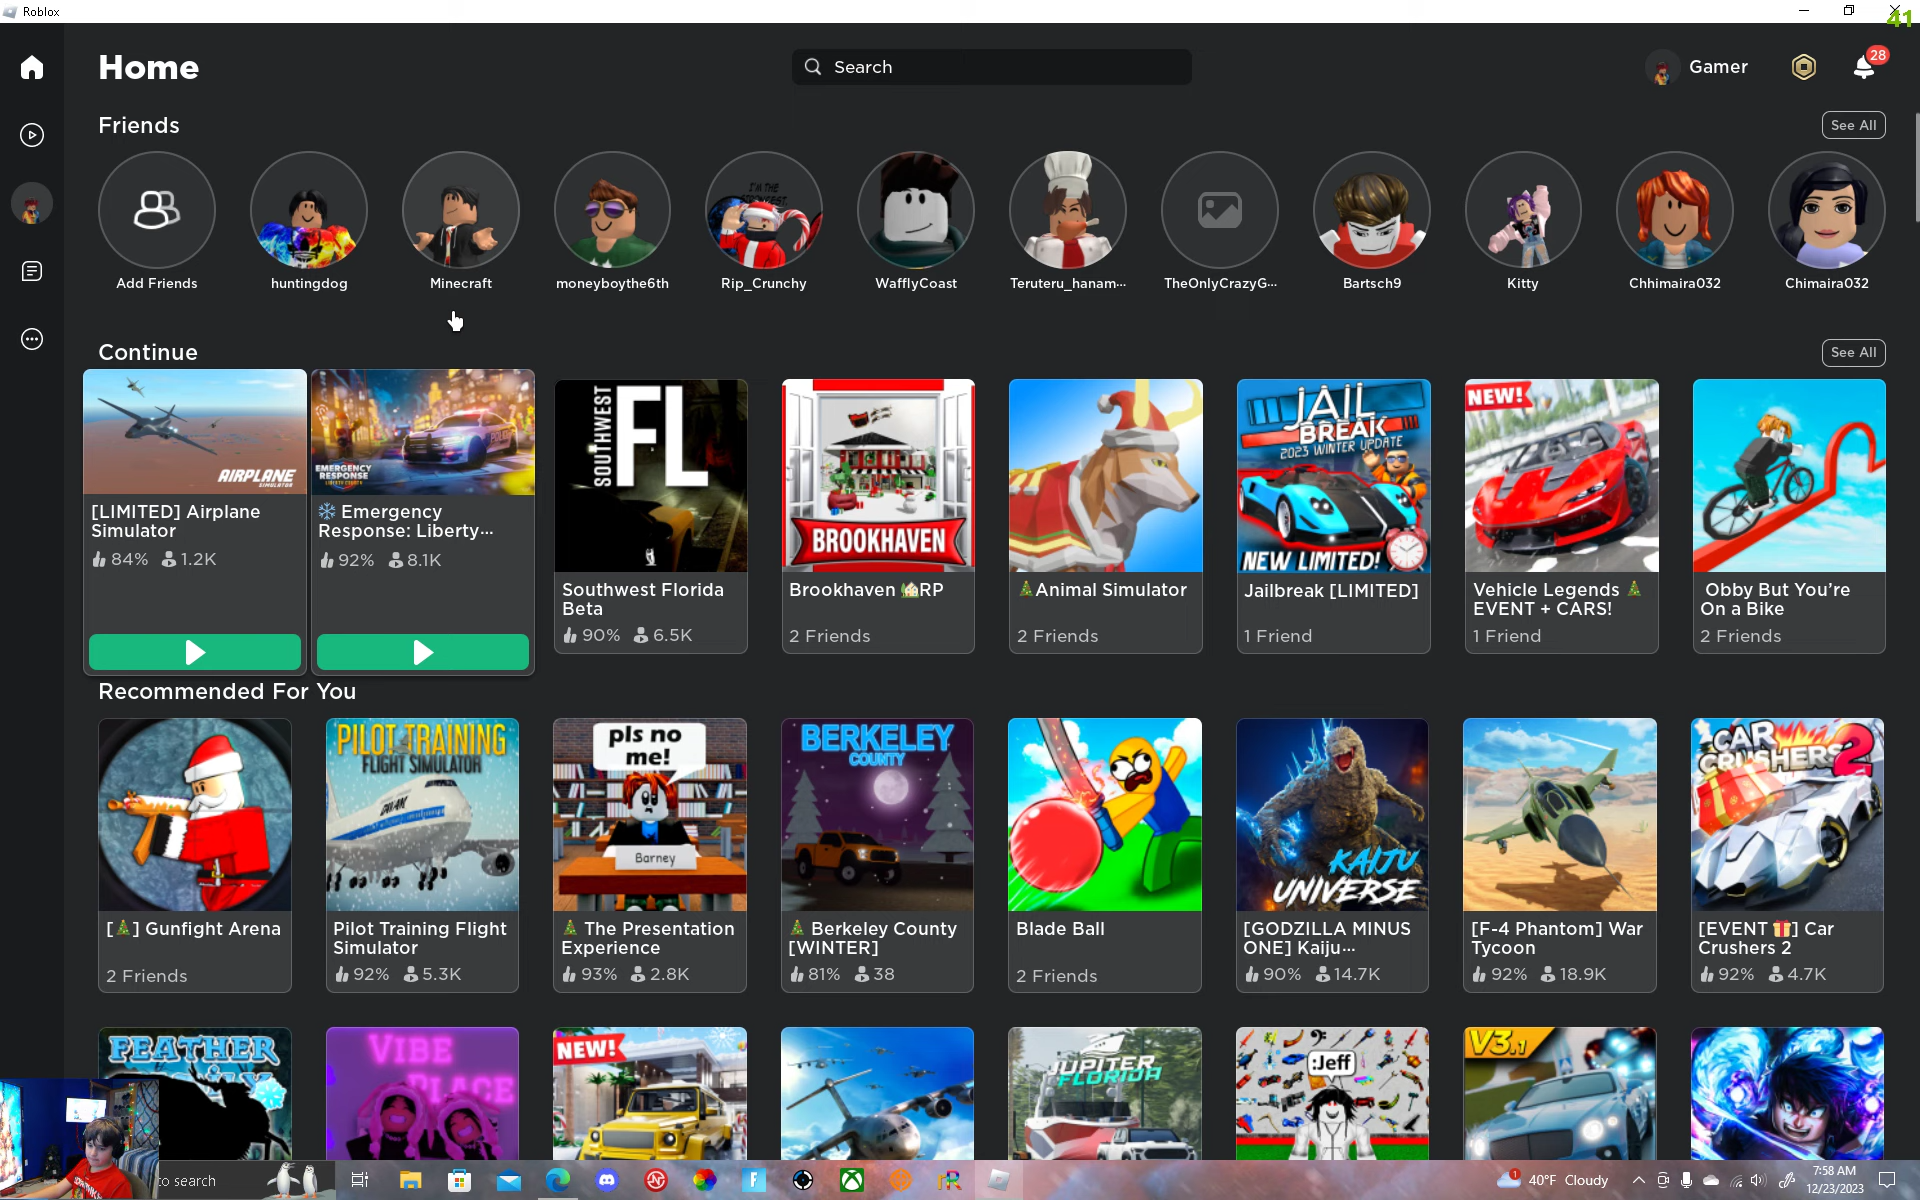 Roblox
41
Home
Search
Gamer
28
Friends
See All
I'M THE
Add Friends
huntingdog
Minecraft
moneyboythe6th
Rip_Crunchy
WafflyCoast
Teruteru_hanam...
TheOnlyCrazyG...
Bartsch9
Kitty
Chhimaira032
Chimaira032
Continue
See All
AIRPLANE
SIMULATOR
[LIMITED] Airplane
Simulator
84% 1.2K
EMERGENCY
RESPONSE
POLICE
❄️ Emergency
Response: Liberty...
92% 8.1K
SOUTHWEST
FL
Southwest Florida
Beta
90% 6.5K
BROOKHAVEN
Brookhaven 🏡RP
2 Friends
🎄Animal Simulator
2 Friends
JAIL
BREAK
2023 WINTER UPDATE
NEW LIMITED!
Jailbreak [LIMITED]
1 Friend
NEW!
Vehicle Legends 🎄
EVENT + CARS!
1 Friend
Obby But You're
On a Bike
2 Friends
Recommended For You
[🎄] Gunfight Arena
2 Friends
PILOT TRAINING
FLIGHT SIMULATOR
Pilot Training Flight
Simulator
92% 5.3K
pls no
me!
Barney
🎄 The Presentation
Experience
93% 2.8K
BERKELEY
COUNTY
🎄 Berkeley County
[WINTER]
81% 38
Blade Ball
2 Friends
KAIJU
UNIVERSE
[GODZILLA MINUS
ONE] Kaiju...
90% 14.7K
[F-4 Phantom] War
Tycoon
92% 18.9K
CAR
CRUSHERS 2
[EVENT 🎁] Car
Crushers 2
92% 4.7K
FEATHER
VIBE
PLACE
NEW!
JUPITER
FLORIDA
:Jeff
V3.1
to search
1
40°F Cloudy
7:58 AM
12/23/2023